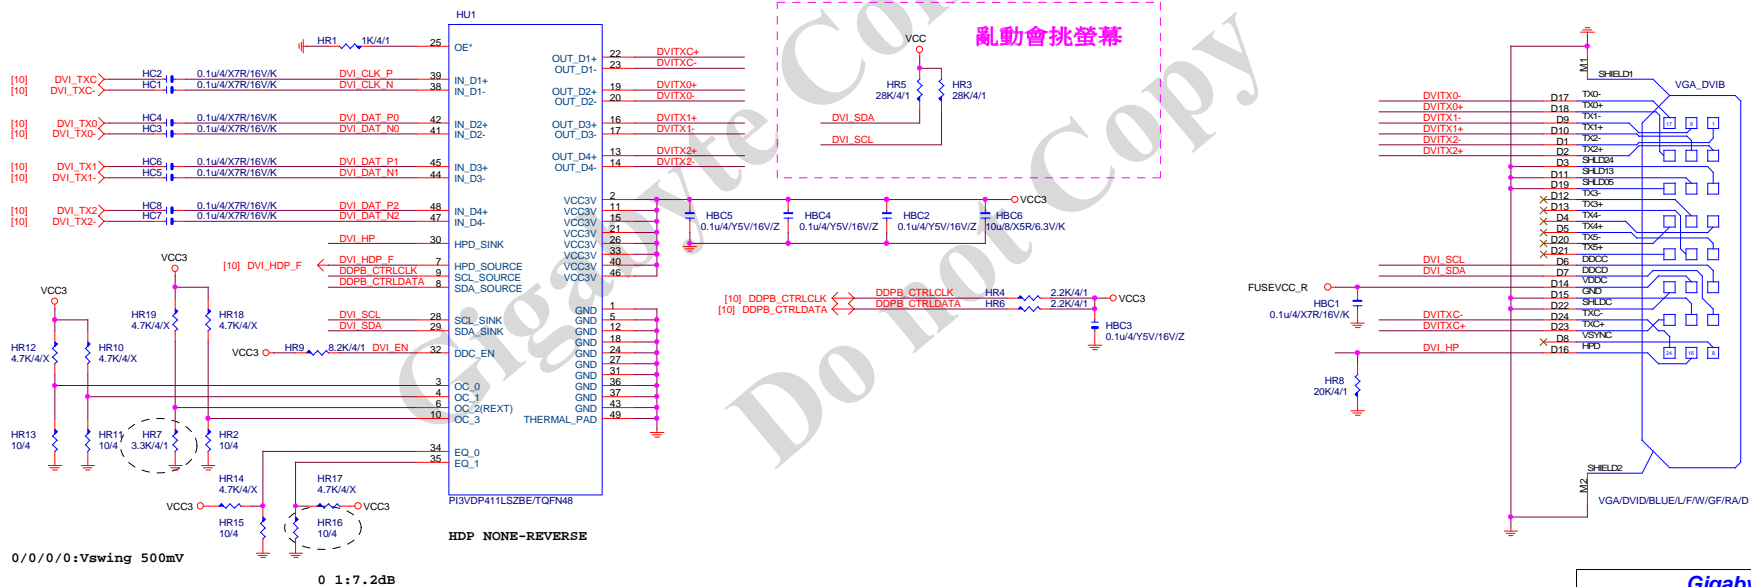 HU1
HR1 1K/4/1 25 OE*
[10] DVI_TXC HC2 0.1u/4/X7R/16V/K DVI_CLK_P 39 IN_D1+
[10] DVI_TXC- HC1 0.1u/4/X7R/16V/K DVI_CLK_N 38 IN_D1-
[10] DVI_TX0 HC4 0.1u/4/X7R/16V/K DVI_DAT_P0 42 IN_D2+
[10] DVI_TX0- HC3 0.1u/4/X7R/16V/K DVI_DAT_N0 41 IN_D2-
[10] DVI_TX1 HC6 0.1u/4/X7R/16V/K DVI_DAT_P1 45 IN_D3+
[10] DVI_TX1- HC5 0.1u/4/X7R/16V/K DVI_DAT_N1 44 IN_D3-
[10] DVI_TX2 HC8 0.1u/4/X7R/16V/K DVI_DAT_P2 48 IN_D4+
[10] DVI_TX2- HC7 0.1u/4/X7R/16V/K DVI_DAT_N2 47 IN_D4-
DVI_HP 30 HPD_SINK
[10] DVI_HDP_F DVI_HDP_F 7 HPD_SOURCE
DDPB_CTRLCLK 9 SCL_SOURCE
DDPB_CTRLDATA 8 SDA_SOURCE
DVI_SCL 28 SCL_SINK
DVI_SDA 29 SDA_SINK
VCC3 HR9 8.2K/4/1 DVI_EN 32 DDC_EN
3 OC_0
4 OC_1
6 OC_2(REXT)
10 OC_3
34 EQ_0
35 EQ_1
VCC3
HR19 4.7K/4/X
HR18 4.7K/4/X
VCC3
HR12 4.7K/4/X
HR10 4.7K/4/X
HR13 10/4
HR11 10/4
HR7 3.3K/4/1
HR2 10/4
HR14 4.7K/4/X
HR17 4.7K/4/X
VCC3
VCC3
HR15 10/4
HR16 10/4
PI3VDP411LSZBE/TQFN48
HDP NONE-REVERSE
0/0/0/0:Vswing 500mV
0 1:7.2dB
OUT_D1+ 22 DVITXC+
OUT_D1- 23 DVITXC-
OUT_D2+ 19 DVITX0+
OUT_D2- 20 DVITX0-
OUT_D3+ 16 DVITX1+
OUT_D3- 17 DVITX1-
OUT_D4+ 13 DVITX2+
OUT_D4- 14 DVITX2-
VCC3V 2
VCC3V 11
VCC3V 15
VCC3V 21
VCC3V 26
VCC3V 33
VCC3V 40
VCC3V 46
GND 1
GND 5
GND 12
GND 18
GND 24
GND 27
GND 31
GND 36
GND 37
GND 43
THERMAL_PAD 49
VCC3
HBC5 0.1u/4/Y5V/16V/Z
HBC4 0.1u/4/Y5V/16V/Z
HBC2 0.1u/4/Y5V/16V/Z
HBC6 10u/8/X5R/6.3V/K
亂動會挑螢幕
VCC
HR5 28K/4/1
HR3 28K/4/1
DVI_SDA
DVI_SCL
[10] DDPB_CTRLCLK DDPB_CTRLCLK HR4 2.2K/4/1 VCC3
[10] DDPB_CTRLDATA DDPB_CTRLDATA HR6 2.2K/4/1
HBC3 0.1u/4/Y5V/16V/Z
M1 SHIELD1
VGA_DVIB
DVITX0- D17 TX0-
DVITX0+ D18 TX0+
DVITX1- D9 TX1-
DVITX1+ D10 TX1+
DVITX2- D1 TX2-
DVITX2+ D2 TX2+
D3 SHLD24
D11 SHLD13
D19 SHLD05
D12 TX3-
D13 TX3+
D4 TX4-
D5 TX4+
D20 TX5-
D21 TX5+
DVI_SCL D6 DDCC
DVI_SDA D7 DDCD
FUSEVCC_R D14 VDDC
D15 GND
D22 SHLDC
DVITXC- D24 TXC-
DVITXC+ D23 TXC+
D8 VSYNC
DVI_HP D16 HPD
HBC1 0.1u/4/X7R/16V/K
HR8 20K/4/1
17 9 1
24 16 8
M2 SHIELD2
VGA/DVID/BLUE/L/F/W/GF/RA/D
Gigabyte Co
Do not Copy
Gigaby